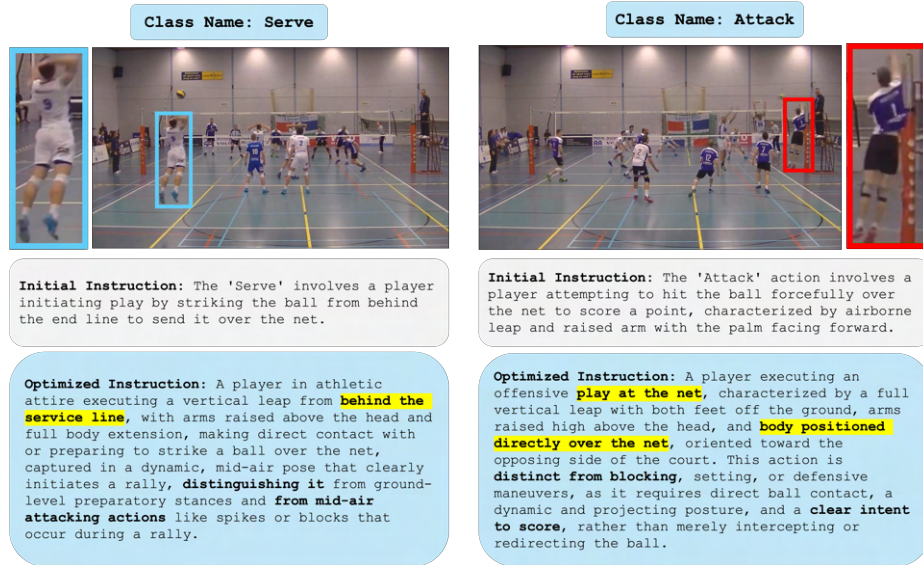 Class Name: Serve
Class Name: Attack
9
10
7
2
12
1
1
Initial Instruction: The 'Serve' involves a player
initiating play by striking the ball from behind
the end line to send it over the net.
Initial Instruction: The 'Attack' action involves a
player attempting to hit the ball forcefully over
the net to score a point, characterized by airborne
leap and raised arm with the palm facing forward.
Optimized Instruction: A player in athletic
attire executing a vertical leap from behind the
service line, with arms raised above the head and
full body extension, making direct contact with
or preparing to strike a ball over the net,
captured in a dynamic, mid-air pose that clearly
initiates a rally, distinguishing it from ground-
level preparatory stances and from mid-air
attacking actions like spikes or blocks that
occur during a rally.
Optimized Instruction: A player executing an
offensive play at the net, characterized by a full
vertical leap with both feet off the ground, arms
raised high above the head, and body positioned
directly over the net, oriented toward the
opposing side of the court. This action is
distinct from blocking, setting, or defensive
maneuvers, as it requires direct ball contact, a
dynamic and projecting posture, and a clear intent
to score, rather than merely intercepting or
redirecting the ball.